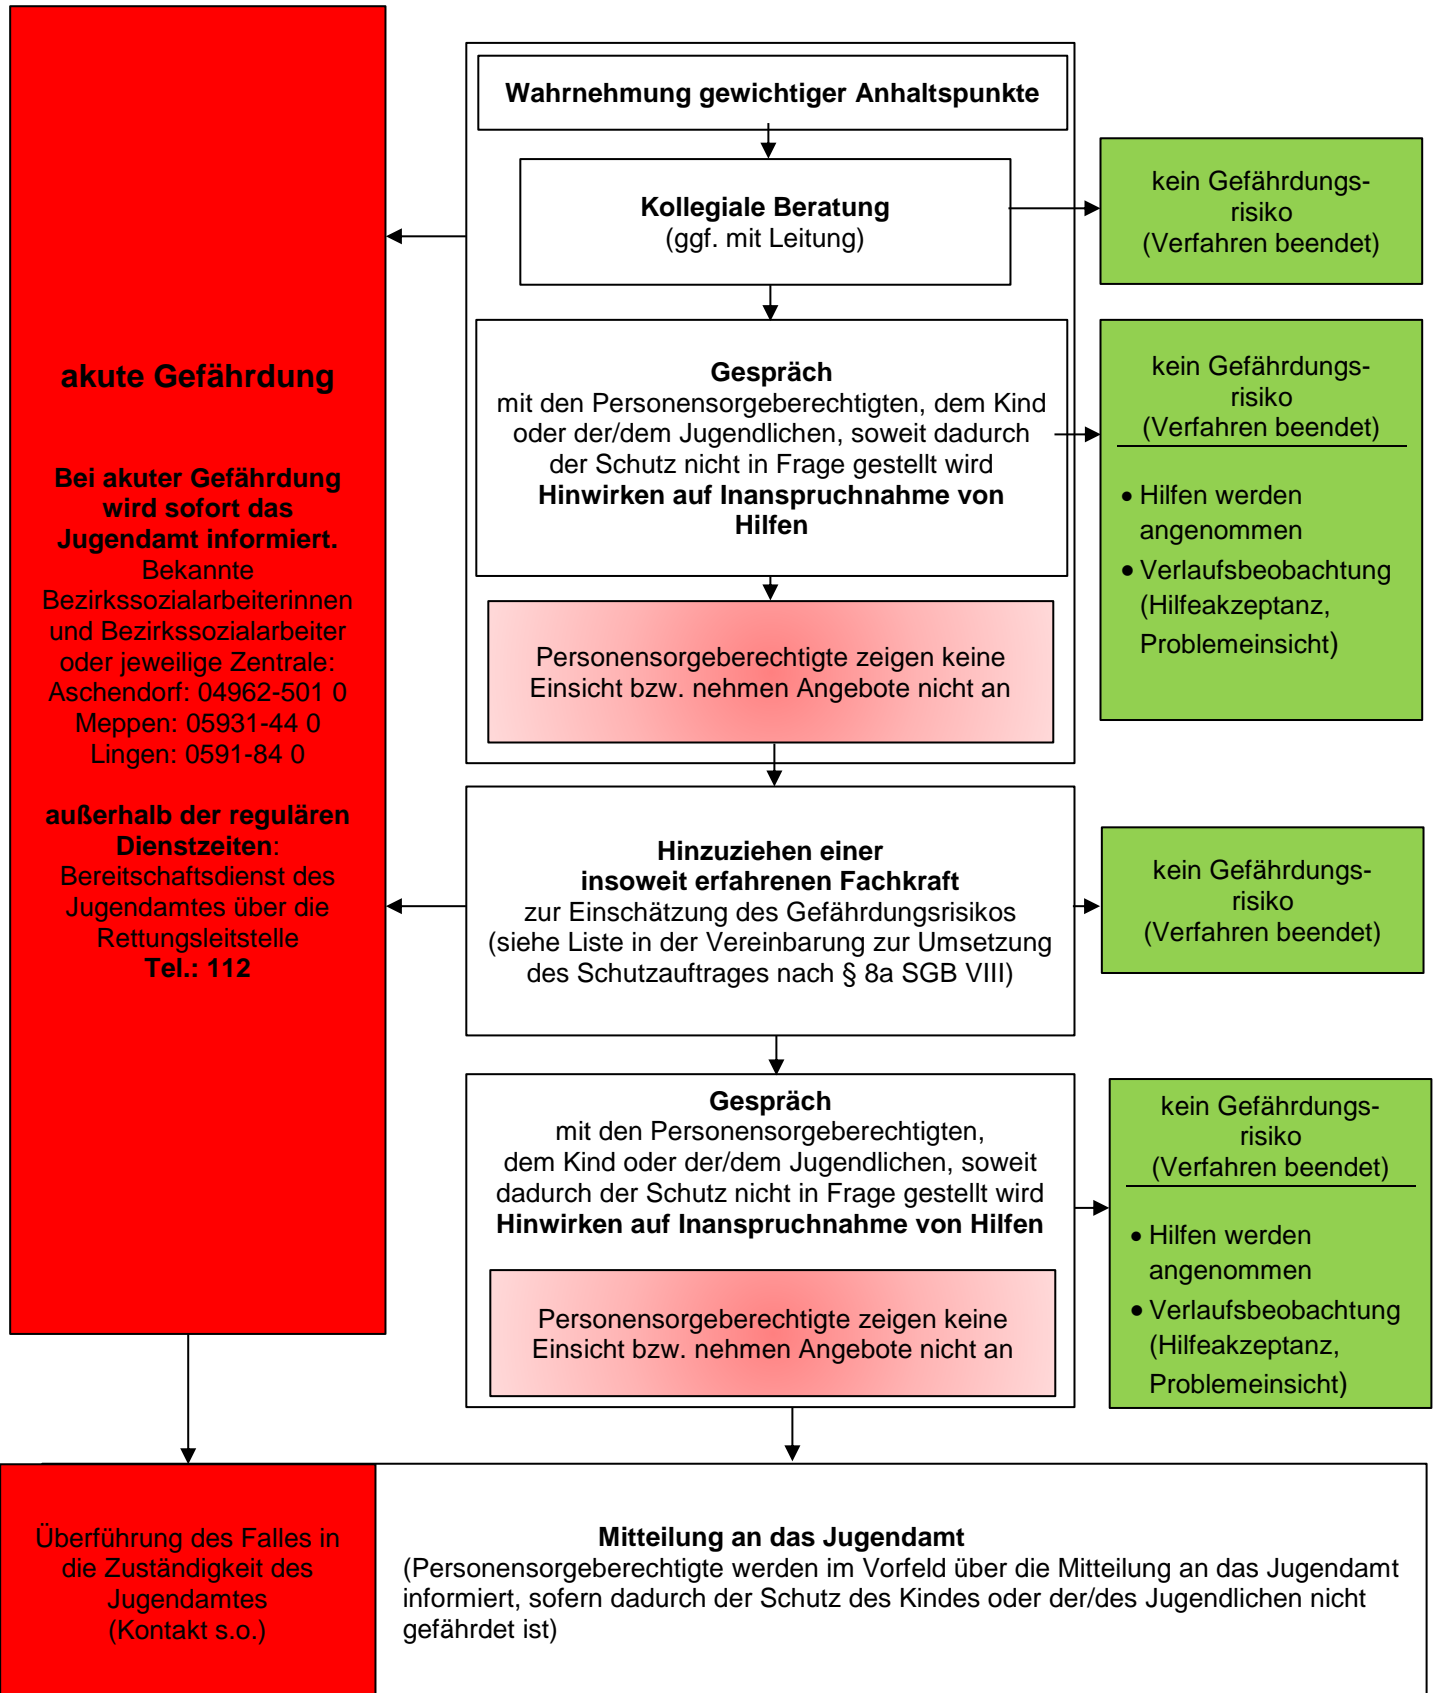 akute Gefährdung
Bei akuter Gefährdung
wird sofort das
Jugendamt informiert.
Bekannte
Bezirkssozialarbeiterinnen
und Bezirkssozialarbeiter
oder jeweilige Zentrale:
Aschendorf: 04962-501 0
Meppen: 05931-44 0
Lingen: 0591-84 0
außerhalb der regulären
Dienstzeiten:
Bereitschaftsdienst des
Jugendamtes über die
Rettungsleitstelle
Tel.: 112
Wahrnehmung gewichtiger Anhaltspunkte
Kollegiale Beratung
(ggf. mit Leitung)
kein Gefährdungs-
risiko
(Verfahren beendet)
Gespräch
mit den Personensorgeberechtigten, dem Kind
oder der/dem Jugendlichen, soweit dadurch
der Schutz nicht in Frage gestellt wird
Hinwirken auf Inanspruchnahme von
Hilfen
kein Gefährdungs-
risiko
(Verfahren beendet)
• Hilfen werden
angenommen
• Verlaufsbeobachtung
(Hilfeakzeptanz,
Problemeinsicht)
Personensorgeberechtigte zeigen keine
Einsicht bzw. nehmen Angebote nicht an
Hinzuziehen einer
insoweit erfahrenen Fachkraft
zur Einschätzung des Gefährdungsrisikos
(siehe Liste in der Vereinbarung zur Umsetzung
des Schutzauftrages nach § 8a SGB VIII)
kein Gefährdungs-
risiko
(Verfahren beendet)
Gespräch
mit den Personensorgeberechtigten,
dem Kind oder der/dem Jugendlichen, soweit
dadurch der Schutz nicht in Frage gestellt wird
Hinwirken auf Inanspruchnahme von Hilfen
Personensorgeberechtigte zeigen keine
Einsicht bzw. nehmen Angebote nicht an
kein Gefährdungs-
risiko
(Verfahren beendet)
• Hilfen werden
angenommen
• Verlaufsbeobachtung
(Hilfeakzeptanz,
Problemeinsicht)
Überführung des Falles in
die Zuständigkeit des
Jugendamtes
(Kontakt s.o.)
Mitteilung an das Jugendamt
(Personensorgeberechtigte werden im Vorfeld über die Mitteilung an das Jugendamt
informiert, sofern dadurch der Schutz des Kindes oder der/des Jugendlichen nicht
gefährdet ist)